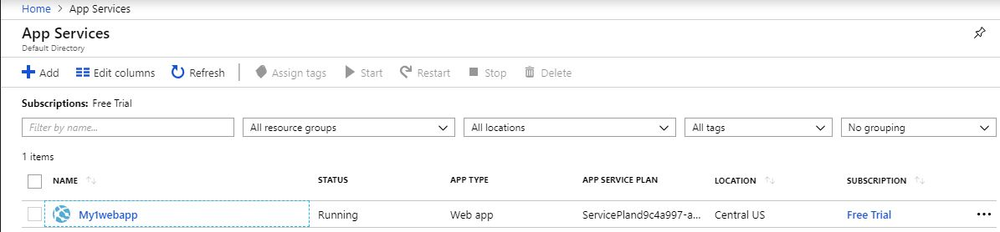 Home > App Services
App Services
Default Directory
Add Edit columns Refresh Assign tags Start Restart Stop Delete
Subscriptions: Free Trial
Filter by name... All resource groups All locations All tags No grouping
1 items
NAME STATUS APP TYPE APP SERVICE PLAN LOCATION SUBSCRIPTION
My1webapp Running Web app ServicePland9c4a997-a... Central US Free Trial